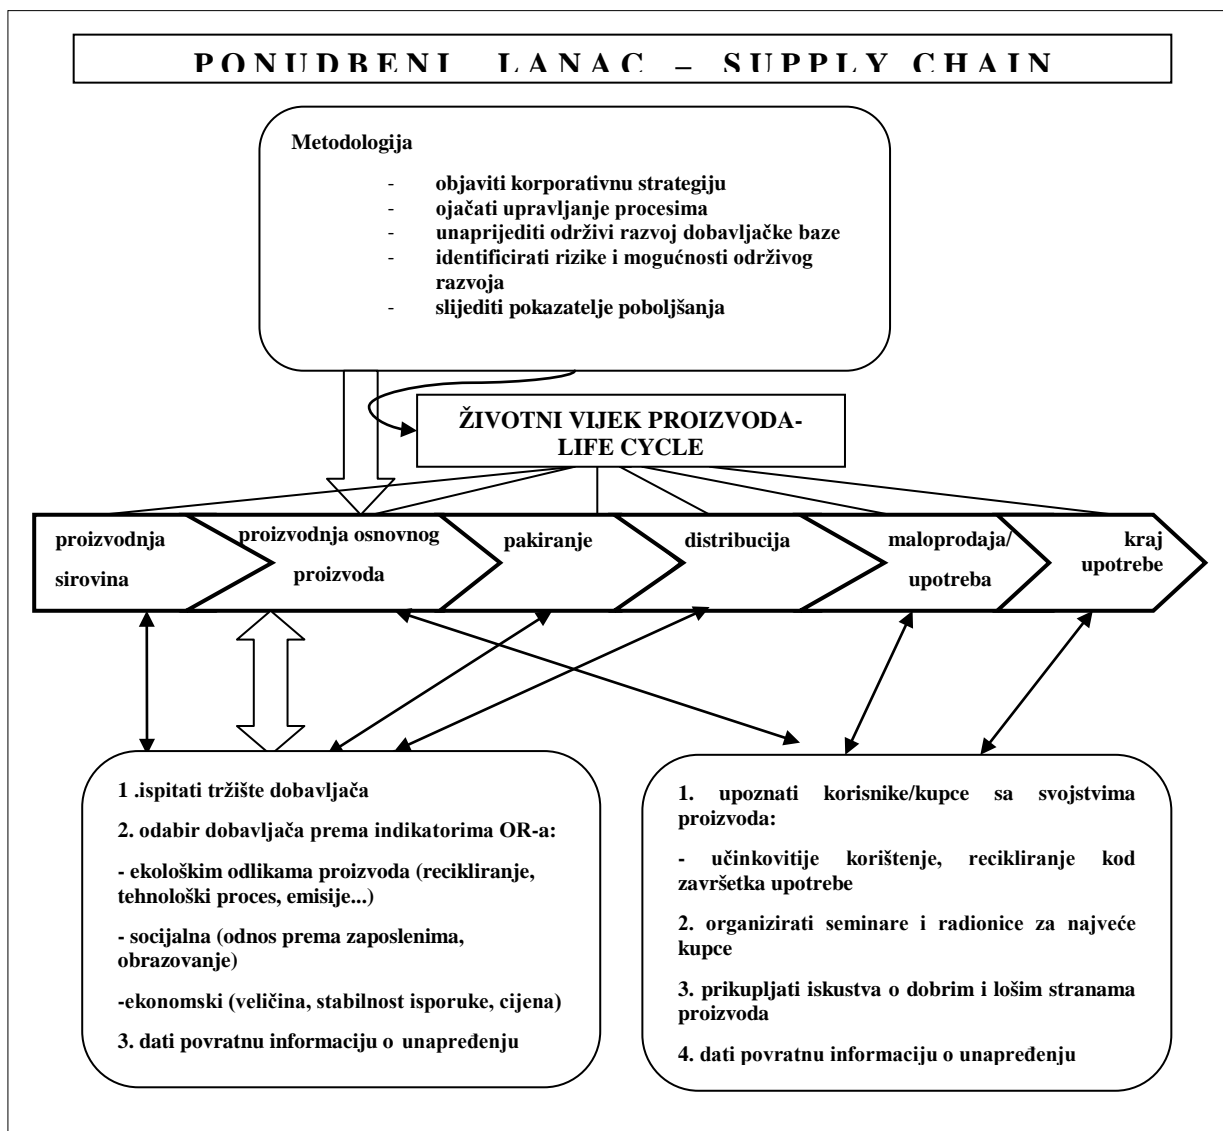 PONUDBENI LANAC – SUPPLY CHAIN
Metodologija
- objaviti korporativnu strategiju
- ojačati upravljanje procesima
- unaprijediti održivi razvoj dobavljačke baze
- identificirati rizike i mogućnosti održivog
razvoja
- slijediti pokazatelje poboljšanja
ŽIVOTNI VIJEK PROIZVODA-
LIFE CYCLE
proizvodnja
sirovina
proizvodnja osnovnog
proizvoda
pakiranje
distribucija
maloprodaja/
upotreba
kraj
upotrebe
1 .ispitati tržište dobavljača
2. odabir dobavljača prema indikatorima OR-a:
- ekološkim odlikama proizvoda (recikliranje,
tehnološki proces, emisije...)
- socijalna (odnos prema zaposlenima,
obrazovanje)
-ekonomski (veličina, stabilnost isporuke, cijena)
3. dati povratnu informaciju o unapređenju
1. upoznati korisnike/kupce sa svojstvima
proizvoda:
- učinkovitije korištenje, recikliranje kod
završetka upotrebe
2. organizirati seminare i radionice za najveće
kupce
3. prikupljati iskustva o dobrim i lošim stranama
proizvoda
4. dati povratnu informaciju o unapređenju